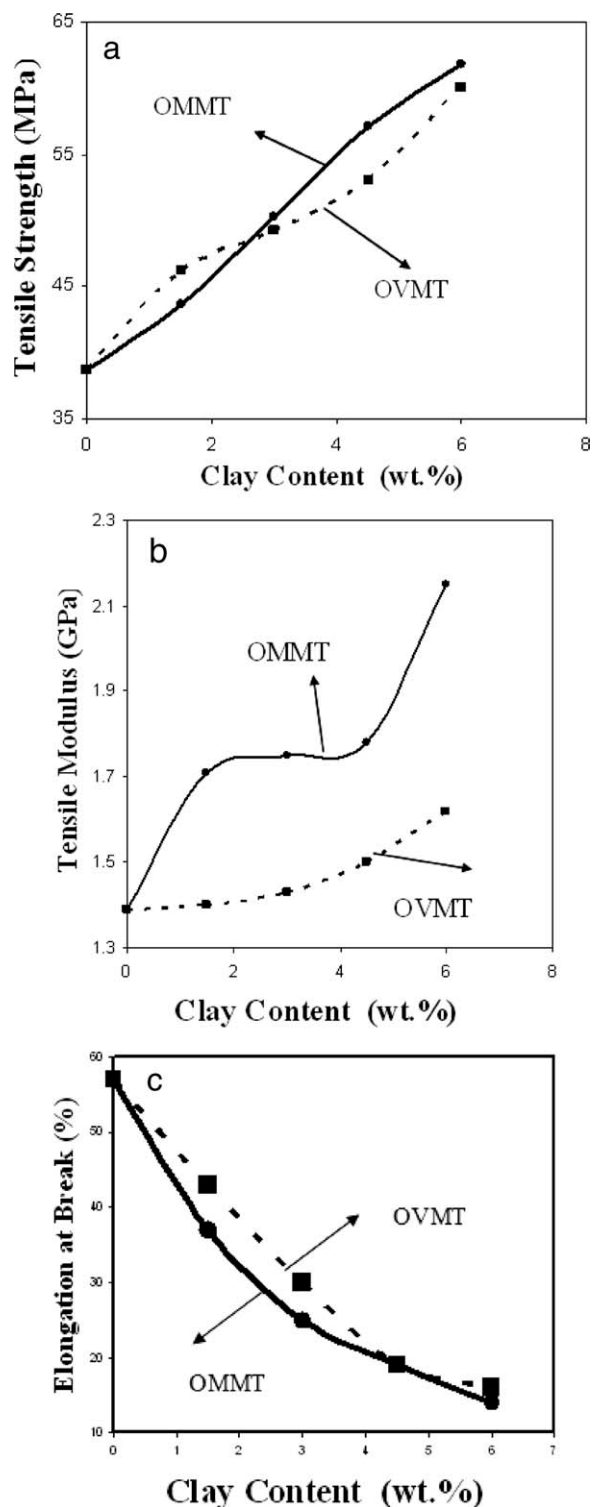 a
65
55
45
35
Tensile Strength (MPa)
OMMT
OVMT
0 2 4 6 8
Clay Content (wt.%)
b
2.3
2.1
1.9
1.7
1.5
1.3
Tensile Modulus (GPa)
OMMT
OVMT
0 2 4 6 8
Clay Content (wt.%)
c
60
50
40
30
20
10
Elongation at Break (%)
OVMT
OMMT
0 1 2 3 4 5 6 7
Clay Content (wt.%)